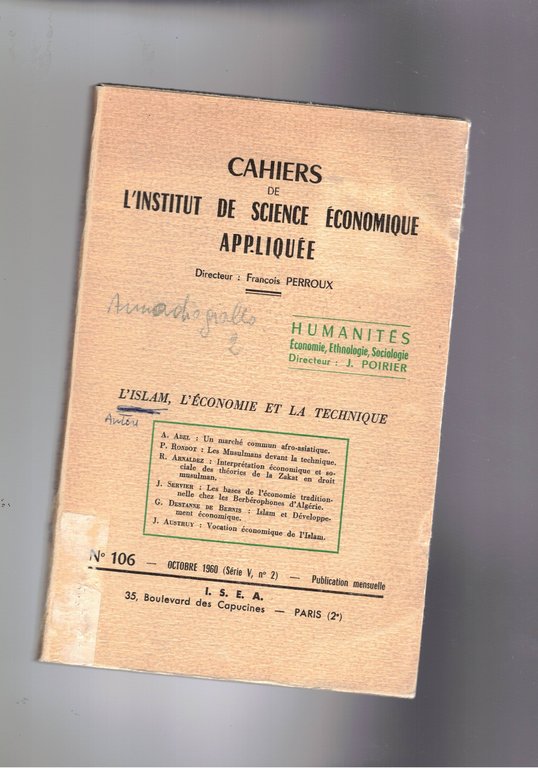 CAHIERS
DE
L'INSTITUT DE SCIENCE ÉCONOMIQUE
APPLIQUÉE
Directeur : François PERROUX
2
HUMANITÉS
Économie, Ethnologie, Sociologie
Directeur : J. POIRIER
L'ISLAM, L'ÉCONOMIE ET LA TECHNIQUE
A. ABEL : Un marché commun afro-asiatique.
P. RONDOT : Les Musulmans devant la technique.
R. ARNALDEZ : Interprétation économique et so-
ciale des théories de la Zakat en droit
musulman.
J. SERVIER : Les bases de l'économie tradition-
nelle chez les Berbérophones d'Algérie.
G. DESTANNE DE BERNIS : Islam et Développe-
ment économique.
J. AUSTRUY : Vocation économique de l'Islam.
N° 106 — OCTOBRE 1960 (Série V, n° 2) — Publication mensuelle
I. S. E. A.
35, Boulevard des Capucines — PARIS (2e)